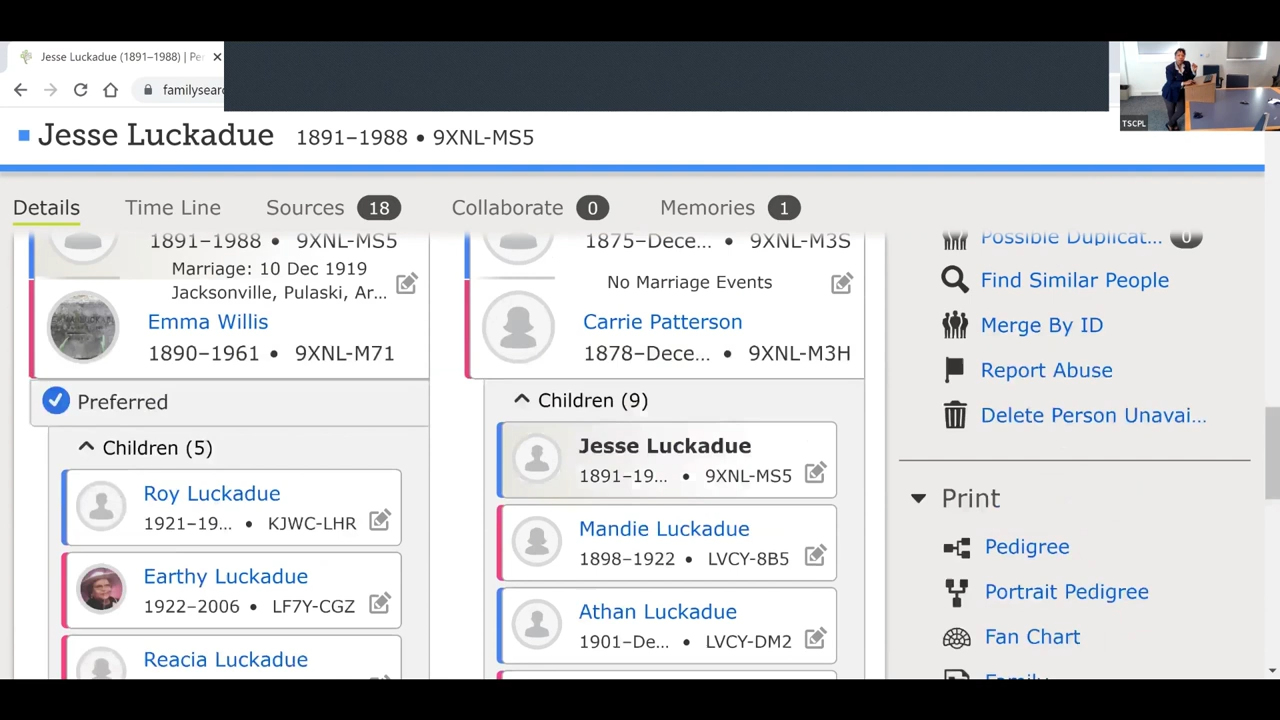 Jesse Luckadue (1891–1988) | Per
familysear
TSCPL
Jesse Luckadue 1891–1988 • 9XNL-MS5
Details
Time Line
Sources 18
Collaborate 0
Memories 1
1891–1988 • 9XNL-MS5
Marriage: 10 Dec 1919
Jacksonville, Pulaski, Ar...
Emma Willis
1890–1961 • 9XNL-M71
Preferred
Children (5)
Roy Luckadue
1921–19... • KJWC-LHR
Earthy Luckadue
1922–2006 • LF7Y-CGZ
Reacia Luckadue
1875–Dece... • 9XNL-M3S
No Marriage Events
Carrie Patterson
1878–Dece... • 9XNL-M3H
Children (9)
Jesse Luckadue
1891–19... • 9XNL-MS5
Mandie Luckadue
1898–1922 • LVCY-8B5
Athan Luckadue
1901–De... • LVCY-DM2
Possible Duplicat... 0
Find Similar People
Merge By ID
Report Abuse
Delete Person Unavai...
Print
Pedigree
Portrait Pedigree
Fan Chart
Family